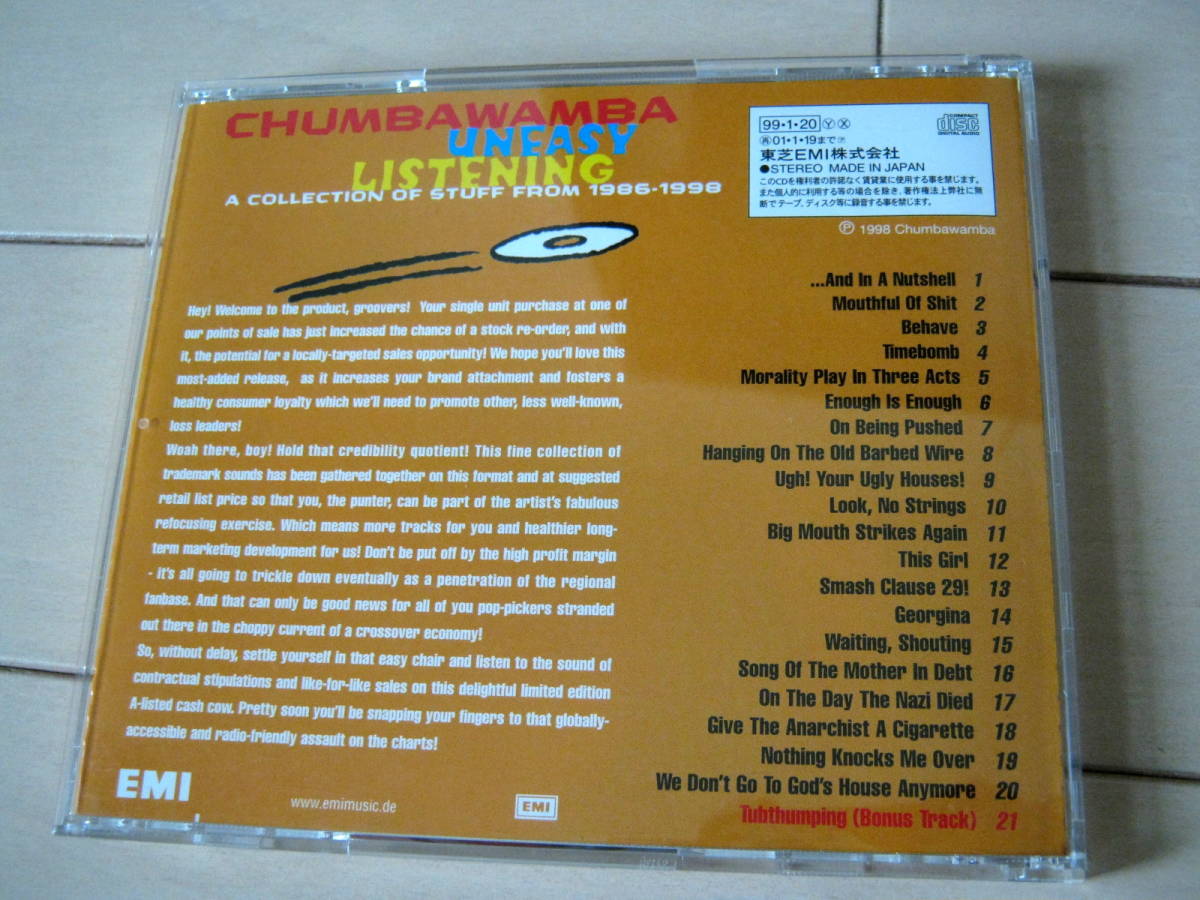 CHUMBAWAMBA
UNEASY
LISTENING
A COLLECTION OF STUFF FROM 1986-1998
99・1・20 Ⓨ Ⓧ
01・1・19まで
東芝EMI株式会社
●STEREO MADE IN JAPAN
このCDを権利者の許諾なく賃貸業に使用する事を禁じます。
また個人的に利用する等の場合を除き、著作権法上弊社に無
断でテープ、ディスク等に録音する事を禁じます。
COMPACT
disc
DIGITAL AUDIO
℗ 1998 Chumbawamba
Hey! Welcome to the product, groovers! Your single unit purchase at one of
our points of sale has just increased the chance of a stock re-order, and with
it, the potential for a locally-targeted sales opportunity! We hope you'll love this
most-added release, as it increases your brand attachment and fosters a
healthy consumer loyalty which we'll need to promote other, less well-known,
loss leaders!
Woah there, boy! Hold that credibility quotient! This fine collection of
trademark sounds has been gathered together on this format and at suggested
retail list price so that you, the punter, can be part of the artist's fabulous
refocusing exercise. Which means more tracks for you and healthier long-
term marketing development for us! Don't be put off by the high profit margin
- it's all going to trickle down eventually as a penetration of the regional
fanbase. And that can only be good news for all of you pop-pickers stranded
out there in the choppy current of a crossover economy!
So, without delay, settle yourself in that easy chair and listen to the sound of
contractual stipulations and like-for-like sales on this delightful limited edition
A-listed cash cow. Pretty soon you'll be snapping your fingers to that globally-
accessible and radio-friendly assault on the charts!
...And In A Nutshell 1
Mouthful Of Shit 2
Behave 3
Timebomb 4
Morality Play In Three Acts 5
Enough Is Enough 6
On Being Pushed 7
Hanging On The Old Barbed Wire 8
Ugh! Your Ugly Houses! 9
Look, No Strings 10
Big Mouth Strikes Again 11
This Girl 12
Smash Clause 29! 13
Georgina 14
Waiting, Shouting 15
Song Of The Mother In Debt 16
On The Day The Nazi Died 17
Give The Anarchist A Cigarette 18
Nothing Knocks Me Over 19
We Don't Go To God's House Anymore 20
Tubthumping (Bonus Track) 21
EMI
www.emimusic.de
EMI